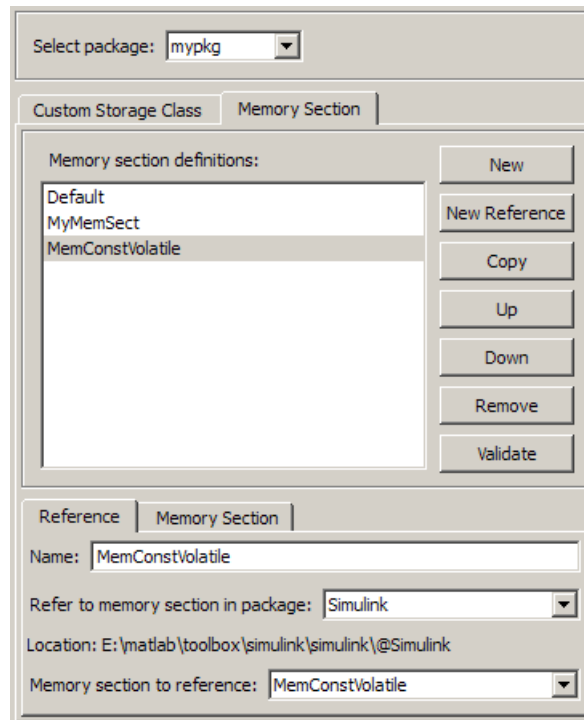 Select package: mypkg
Custom Storage Class Memory Section
Memory section definitions:
Default
MyMemSect
MemConstVolatile
New
New Reference
Copy
Up
Down
Remove
Validate
Reference Memory Section
Name: MemConstVolatile
Refer to memory section in package: Simulink
Location: E:\matlab\toolbox\simulink\simulink\@Simulink
Memory section to reference: MemConstVolatile